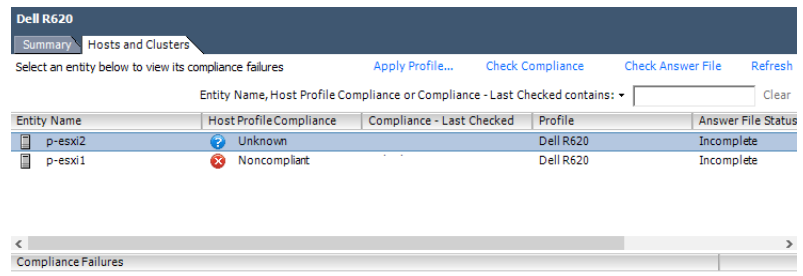 Dell R620
Summary Hosts and Clusters
Select an entity below to view its compliance failures Apply Profile... Check Compliance Check Answer File Refresh
Entity Name, Host Profile Compliance or Compliance - Last Checked contains: Clear
Entity Name Host Profile Compliance Compliance - Last Checked Profile Answer File Status
p-esxi2 Unknown Dell R620 Incomplete
p-esxi1 Noncompliant Dell R620 Incomplete
Compliance Failures